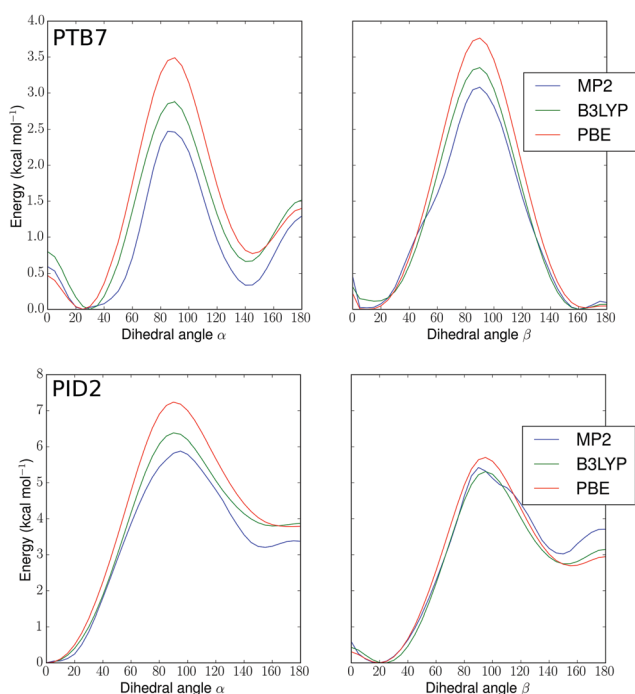 PTB7
4.0
3.5
3.0
2.5
2.0
1.5
1.0
0.5
0.0
Energy (kcal mol⁻¹)
0 20 40 60 80 100 120 140 160 180
Dihedral angle α
MP2
B3LYP
PBE
0 20 40 60 80 100 120 140 160 180
Dihedral angle β
PID2
8
7
6
5
4
3
2
1
0
Energy (kcal mol⁻¹)
0 20 40 60 80 100 120 140 160 180
Dihedral angle α
MP2
B3LYP
PBE
0 20 40 60 80 100 120 140 160 180
Dihedral angle β